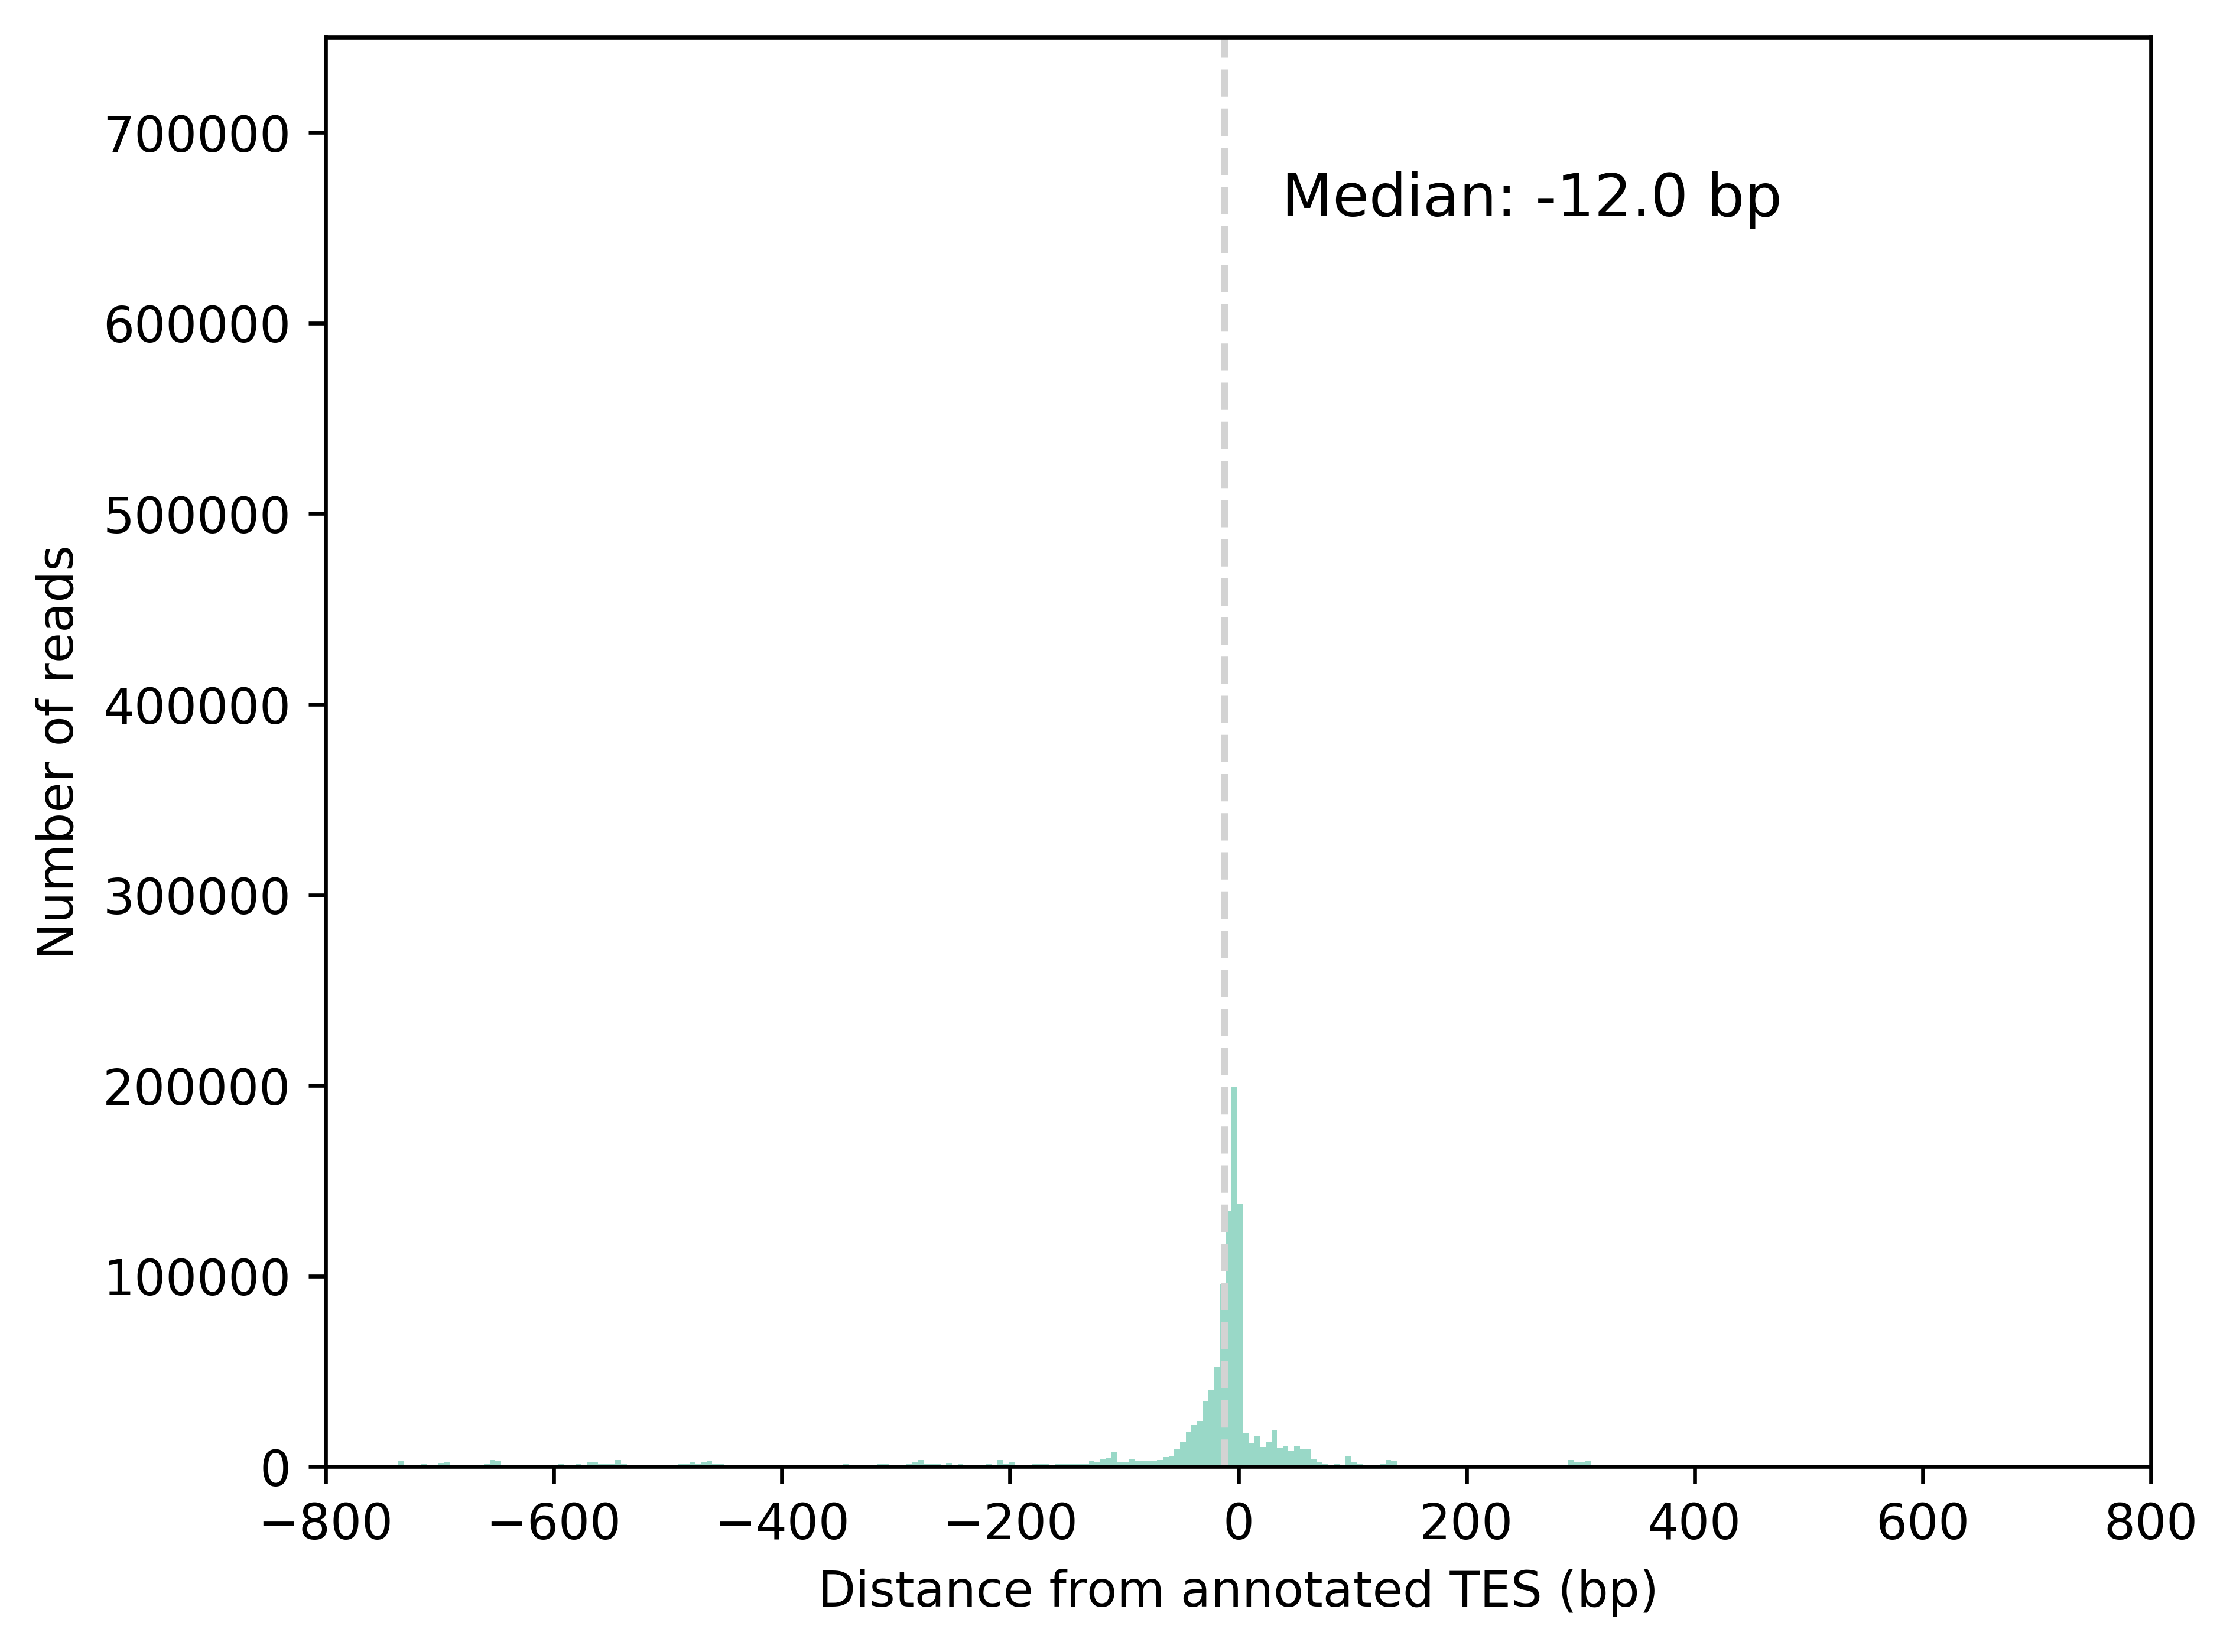 700000
Median: -12.0 bp
600000
500000
400000
Number of reads
300000
200000
100000
0
−800 −600 −400 −200 0 200 400 600 800
Distance from annotated TES (bp)